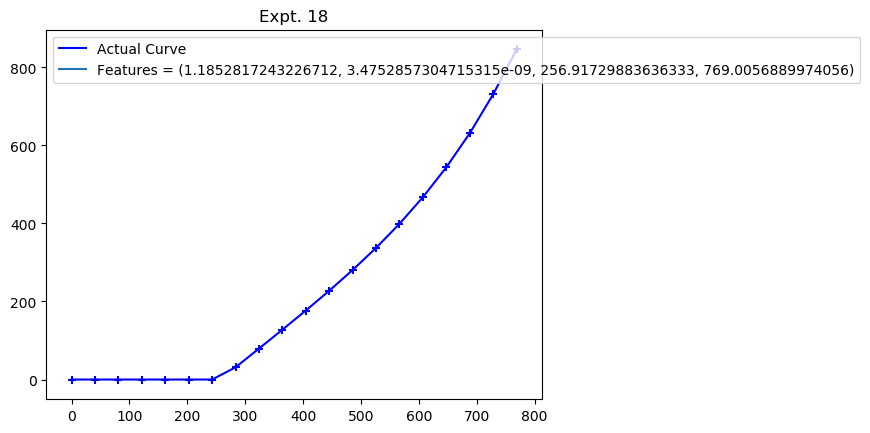 Expt. 18
Actual Curve
Features = (1.1852817243226712, 3.4752857304715315e-09, 256.91729883636333, 769.0056889974056)
800
600
400
200
0
0 100 200 300 400 500 600 700 800